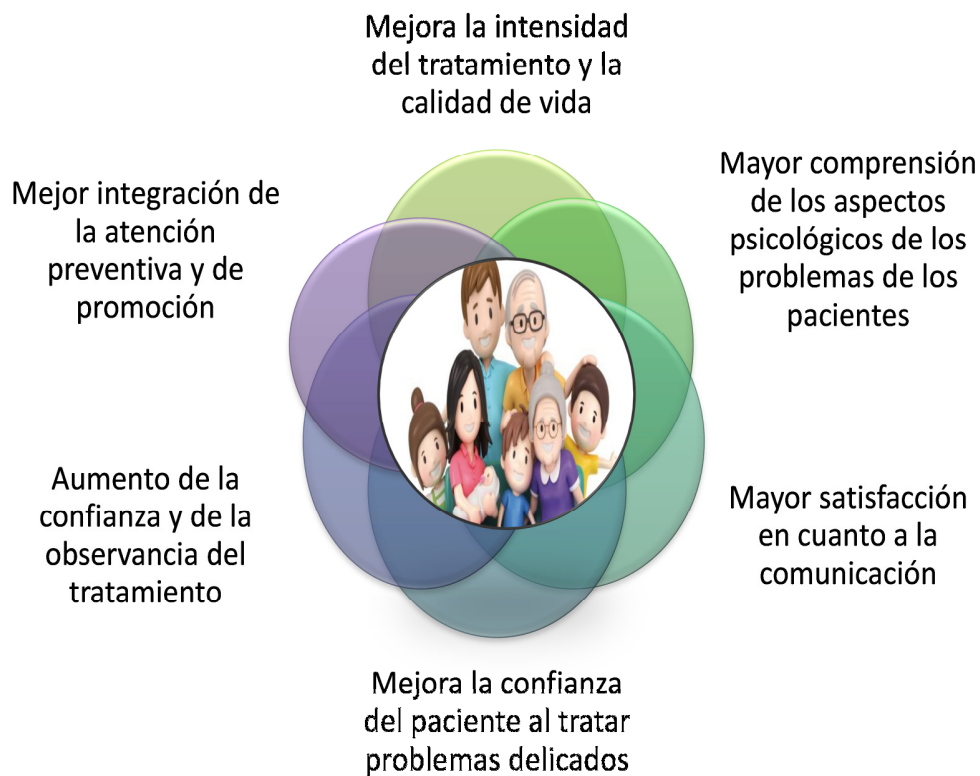 Mejora la intensidad
del tratamiento y la
calidad de vida
Mayor comprensión
de los aspectos
psicológicos de los
problemas de los
pacientes
Mayor satisfacción
en cuanto a la
comunicación
Mejora la confianza
del paciente al tratar
problemas delicados
Aumento de la
confianza y de la
observancia del
tratamiento
Mejor integración de
la atención
preventiva y de
promoción